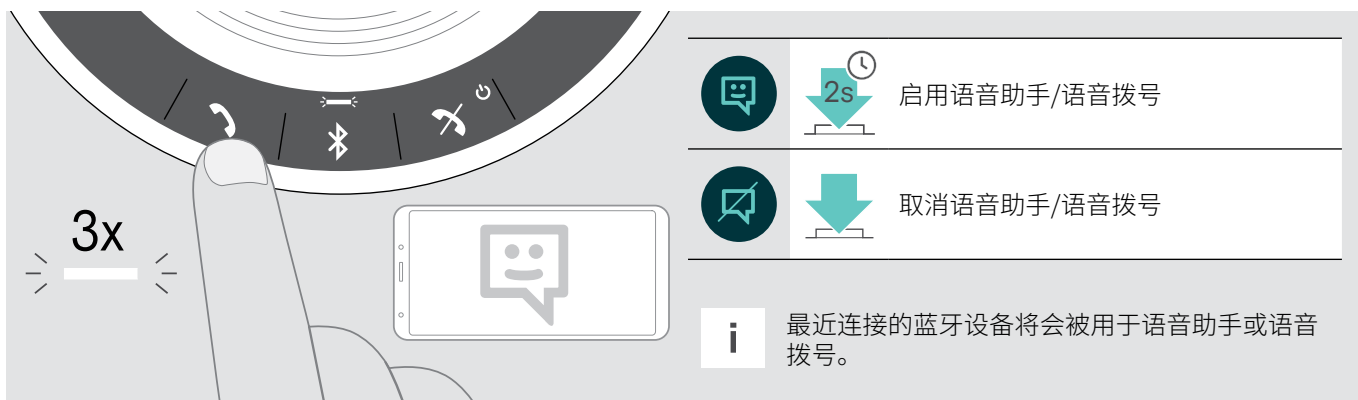 3x
2s
启用语音助手/语音拨号
取消语音助手/语音拨号
i
最近连接的蓝牙设备将会被用于语音助手或语音
拨号。